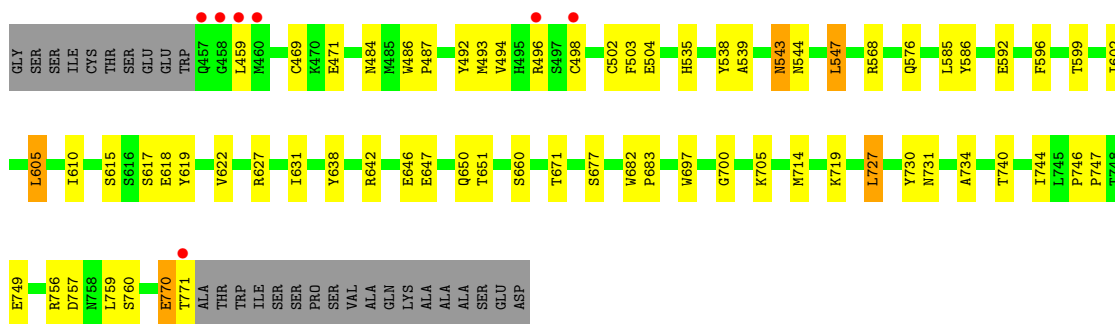 GLY SER SER ILE CYS THR SER GLU GLU TRP Q457 G458 L459 M460 C469 K470 E471 N484 M485 W486 P487 Y492 M493 V494 H495 R496 S497 C498 C502 F503 E504 H535 Y538 A539 N543 N544 L547 R568 Q576 L585 Y586 E592 F596 T599 I602
L605 I610 S615 S616 S617 E618 Y619 V622 R627 I631 Y638 R642 E646 E647 Q650 T651 S660 T671 S677 W682 P683 W697 G700 K705 M714 K719 L727 Y730 N731 A734 T740 I744 L745 P746 P747 T748
E749 R756 D757 N758 L759 S760 E770 T771 ALA THR TRP ILE SER SER PRO SER VAL ALA GLN LYS ALA ALA ALA SER GLU ASP